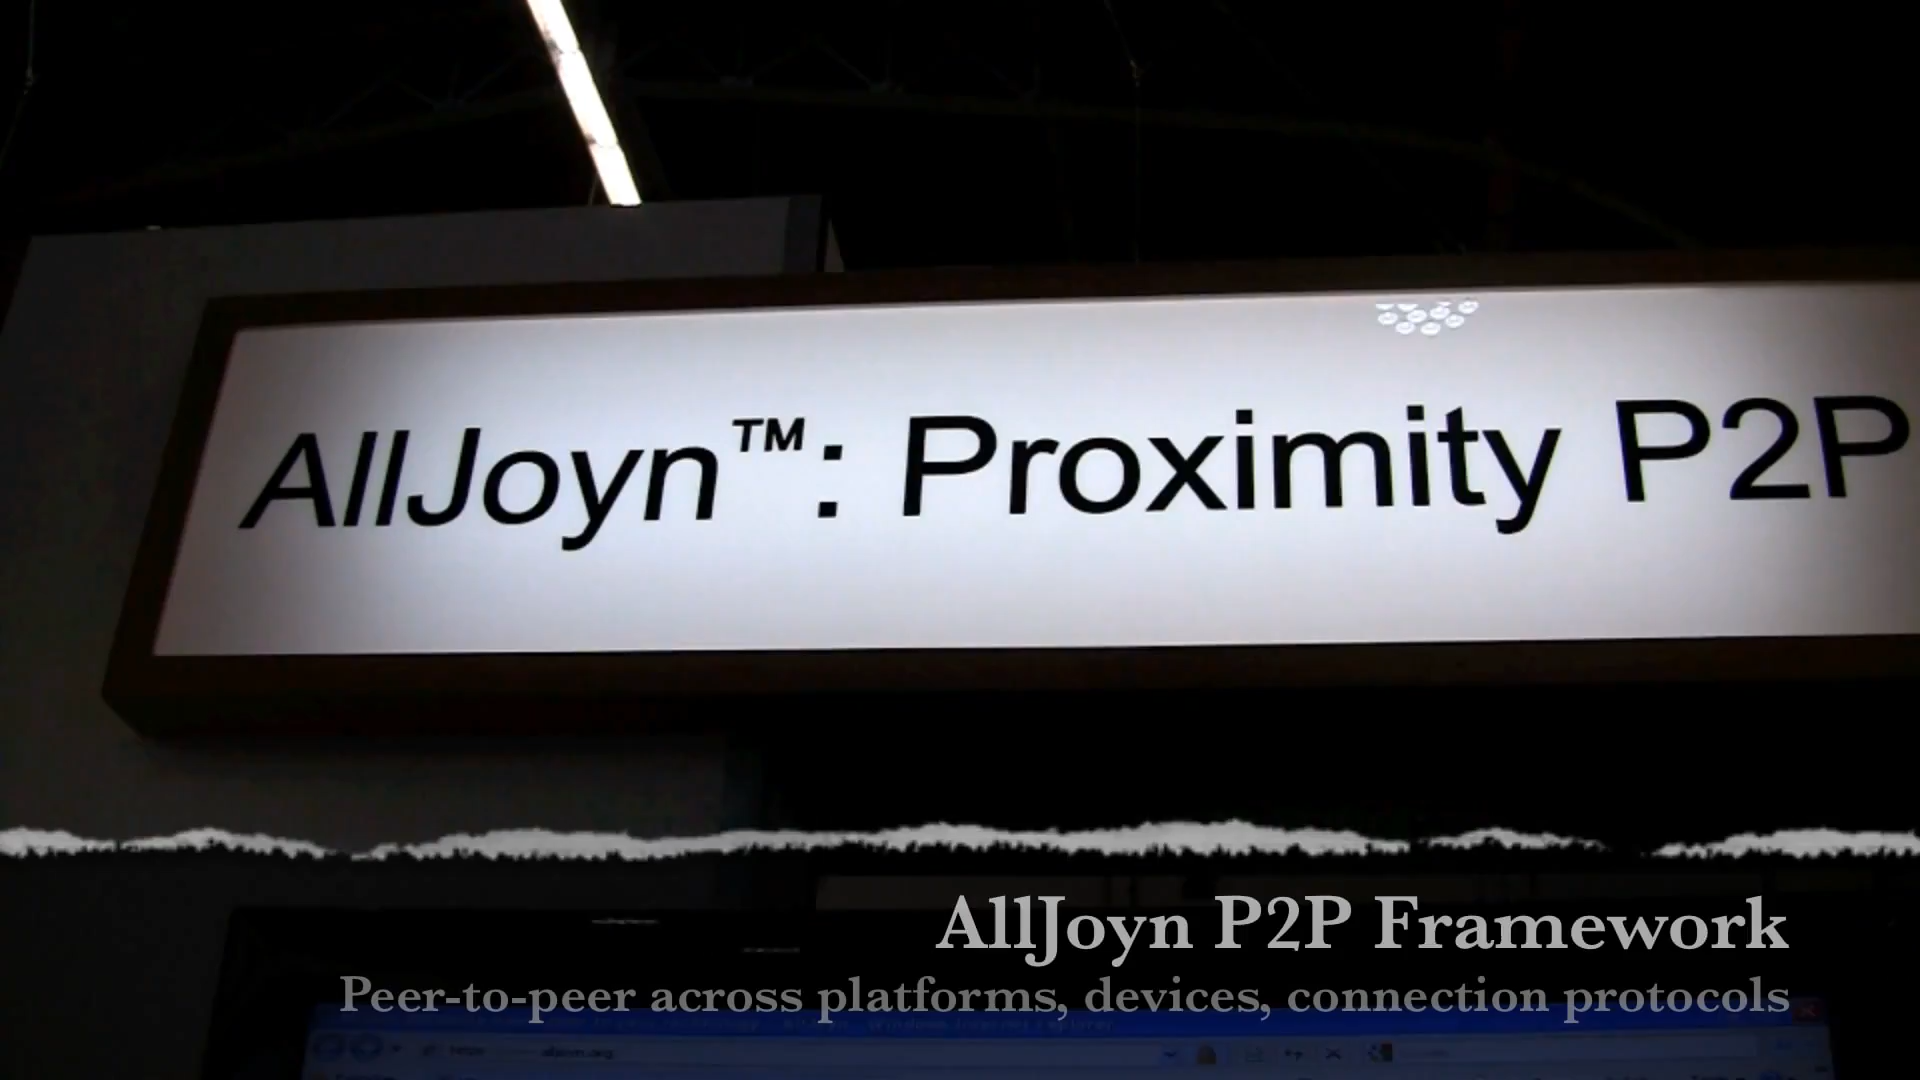 AllJoyn™: Proximity P2P
AllJoyn P2P Framework
Peer-to-peer across platforms, devices, connection protocols